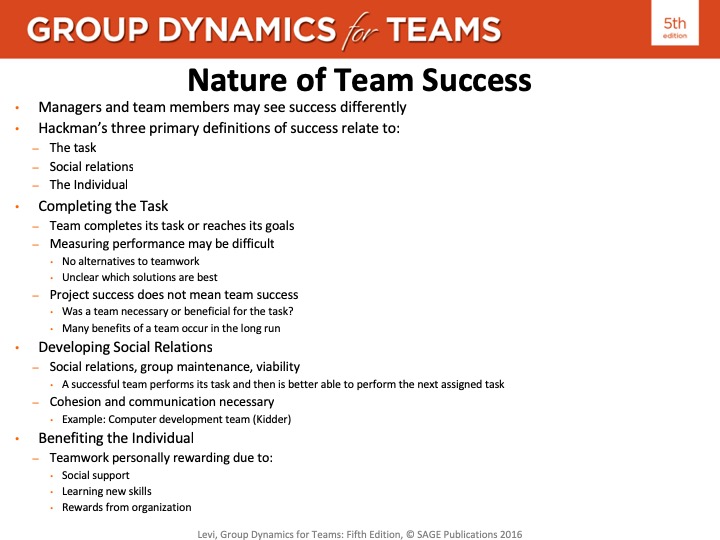 GROUP DYNAMICS for TEAMS
5th
edition
Nature of Team Success
• Managers and team members may see success differently
• Hackman's three primary definitions of success relate to:
– The task
– Social relations
– The Individual
• Completing the Task
– Team completes its task or reaches its goals
– Measuring performance may be difficult
• No alternatives to teamwork
• Unclear which solutions are best
– Project success does not mean team success
• Was a team necessary or beneficial for the task?
• Many benefits of a team occur in the long run
• Developing Social Relations
– Social relations, group maintenance, viability
• A successful team performs its task and then is better able to perform the next assigned task
– Cohesion and communication necessary
• Example: Computer development team (Kidder)
• Benefiting the Individual
– Teamwork personally rewarding due to:
• Social support
• Learning new skills
• Rewards from organization
Levi, Group Dynamics for Teams: Fifth Edition, © SAGE Publications 2016